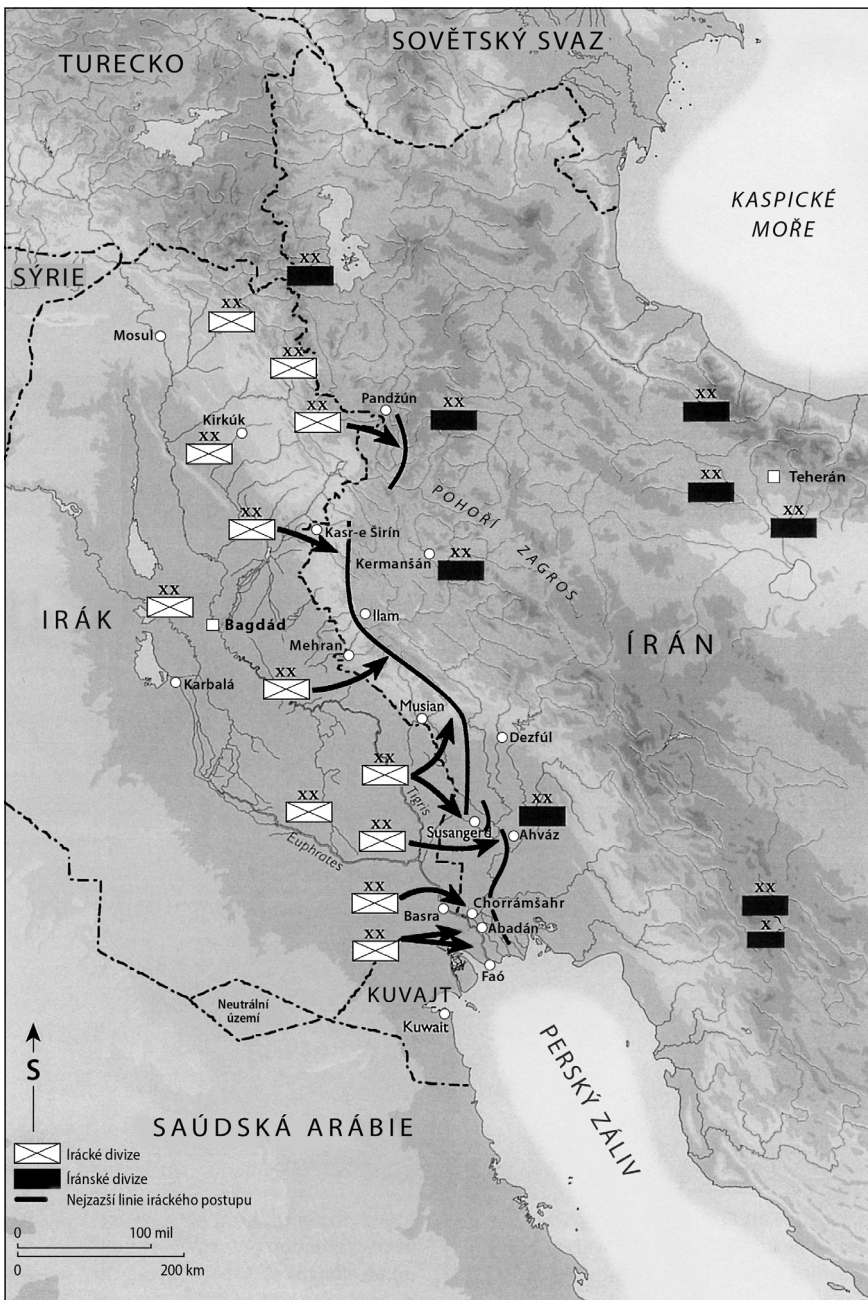 SOVĚTSKÝ SVAZ
TURECKO
KASPICKÉ
MOŘE
SÝRIE
XX
XX
Mosul
XX
Pandžún
XX
XX
XX
Kirkúk
XX
Teherán
XX
POHOŘÍ
ZAGROS
XX
XX
Kasr-e Širín
Kermanšán
XX
XX
Ilam
IRÁK
Bagdád
ÍRÁN
Mehran
XX
Karbalá
Musian
Dezfúl
XX
Tigris
XX
XX
Susangerd
Ahváz
XX
Euphrates
XX
XX
X
Chorrámšahr
Basra
Abadán
XX
Faó
KUVAJT
Neutrální
území
Kuwait
S
PERSKÝ ZÁLIV
SAÚDSKÁ ARÁBIE
Irácké divize
Íránské divize
Nejzazší linie iráckého postupu
0 100 mil
0 200 km